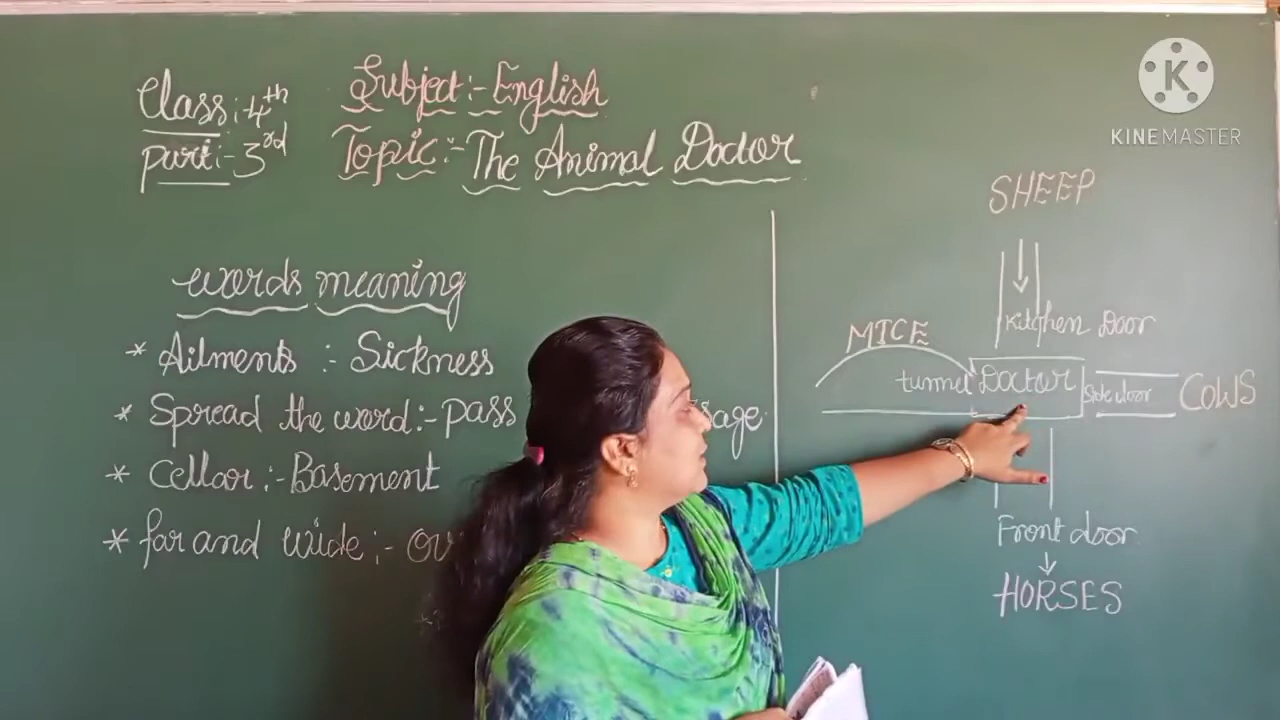 Class:4th
Part:-3rd
Subject:-English
Topic:-The Animal Doctor
words meaning
* Ailments :- Sickness
* Spread the word:-pass
* Cellar:-Basement
* far and wide:-
SHEEP
Kitchen Door
MICE
tunnel Doctor Side door COWS
Front door
HORSES
KINEMASTER